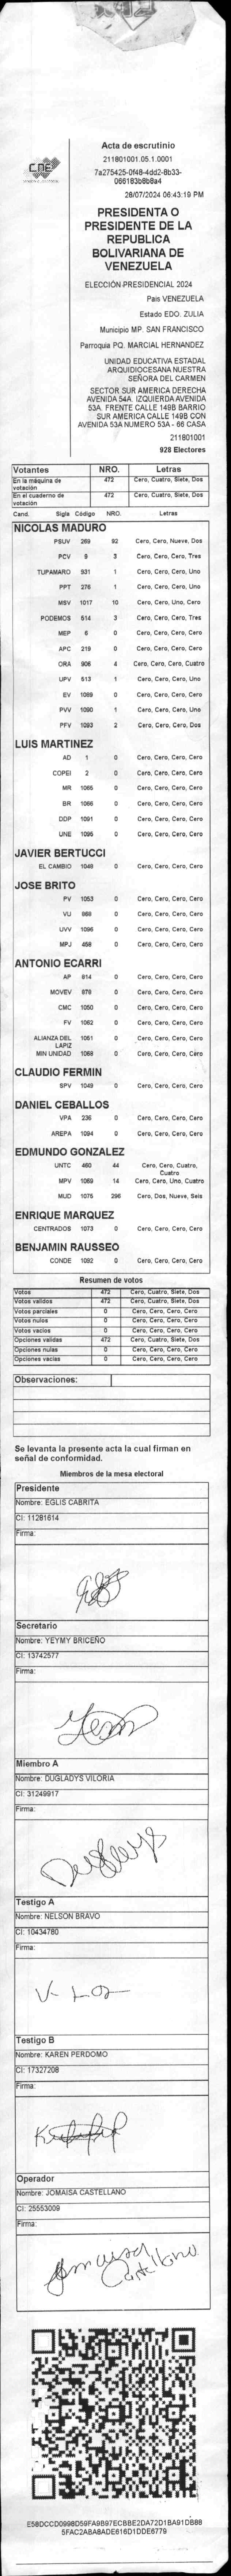 CNE
Acta de escrutinio
211801001.05.1.0001
7a275425-0f48-4dd2-8b33-
066193b8b8a4
28/07/2024 06:43:19 PM
PRESIDENTA O
PRESIDENTE DE LA
REPUBLICA
BOLIVARIANA DE
VENEZUELA
ELECCIÓN-PRESIDENCIAL 2024
Pais VENEZUELA
Estado EDO. ZULIA
Municipio MP. SAN FRANCISCO
Parroquia PQ. MARCIAL HERNANDEZ
UNIDAD EDUCATIVA ESTADAL
ARQUIDIOCESANA NUESTRA
SEÑORA DEL CARMEN
SECTOR SUR AMERICA DERECHA
AVENIDA 54A. IZQUIERDA AVENIDA
53A. FRENTE CALLE 149B BARRIO
SUR AMERICA CALLE 149B CON
AVENIDA 53A NUMERO 53A - 66 CASA
211801001
928 Electores
Votantes NRO. Letras
En la máquina de votación 472 Cero, Cuatro, Siete, Dos
En el cuaderno de votación 472 Cero, Cuatro, Siete, Dos
Cand. Sigla Código NRO. Letras
NICOLAS MADURO
PSUV 269 92 Cero, Cero, Nueve, Dos
PCV 9 3 Cero, Cero, Cero, Tres
TUPAMARO 931 1 Cero, Cero, Cero, Uno
PPT 276 1 Cero, Cero, Cero, Uno
MSV 1017 10 Cero, Cero, Uno, Cero
PODEMOS 514 3 Cero, Cero, Cero, Tres
MEP 6 0 Cero, Cero, Cero, Cero
APC 219 0 Cero, Cero, Cero, Cero
ORA 906 4 Cero, Cero, Cero, Cuatro
UPV 513 1 Cero, Cero, Cero, Uno
EV 1089 0 Cero, Cero, Cero, Cero
PVV 1090 1 Cero, Cero, Cero, Uno
PFV 1093 2 Cero, Cero, Cero, Dos
LUIS MARTINEZ
AD 1 0 Cero, Cero, Cero, Cero
COPEI 2 0 Cero, Cero, Cero, Cero
MR 1065 0 Cero, Cero, Cero, Cero
BR 1066 0 Cero, Cero, Cero, Cero
DDP 1091 0 Cero, Cero, Cero, Cero
UNE 1095 0 Cero, Cero, Cero, Cero
JAVIER BERTUCCI
EL CAMBIO 1048 0 Cero, Cero, Cero, Cero
JOSE BRITO
PV 1053 0 Cero, Cero, Cero, Cero
VU 868 0 Cero, Cero, Cero, Cero
UVV 1096 0 Cero, Cero, Cero, Cero
MPJ 458 0 Cero, Cero, Cero, Cero
ANTONIO ECARRI
AP 814 0 Cero, Cero, Cero, Cero
MOVEV 878 0 Cero, Cero, Cero, Cero
CMC 1050 0 Cero, Cero, Cero, Cero
FV 1062 0 Cero, Cero, Cero, Cero
ALIANZA DEL LAPIZ 1051 0 Cero, Cero, Cero, Cero
MIN UNIDAD 1068 0 Cero, Cero, Cero, Cero
CLAUDIO FERMIN
SPV 1049 0 Cero, Cero, Cero, Cero
DANIEL CEBALLOS
VPA 236 0 Cero, Cero, Cero, Cero
AREPA 1094 0 Cero, Cero, Cero, Cero
EDMUNDO GONZALEZ
UNTC 460 44 Cero, Cero, Cuatro, Cuatro
MPV 1069 14 Cero, Cero, Uno, Cuatro
MUD 1075 296 Cero, Dos, Nueve, Seis
ENRIQUE MARQUEZ
CENTRADOS 1073 0 Cero, Cero, Cero, Cero
BENJAMIN RAUSSEO
CONDE 1092 0 Cero, Cero, Cero, Cero
Resumen de votos
Votos 472 Cero, Cuatro, Siete, Dos
Votos validos 472 Cero, Cuatro, Siete, Dos
Votos parciales 0 Cero, Cero, Cero, Cero
Votos nulos 0 Cero, Cero, Cero, Cero
Votos vacios 0 Cero, Cero, Cero, Cero
Opciones validas 472 Cero, Cuatro, Siete, Dos
Opciones nulas 0 Cero, Cero, Cero, Cero
Opciones vacias 0 Cero, Cero, Cero, Cero
Observaciones:
Se levanta la presente acta la cual firman en
señal de conformidad.
Miembros de la mesa electoral
Presidente
Nombre: EGLIS CABRITA
CI: 11281614
Firma:
Secretario
Nombre: YEYMY BRICEÑO
CI: 13742577
Firma:
Miembro A
Nombre: DUGLADYS VILORIA
CI: 31249917
Firma:
Testigo A
Nombre: NELSON BRAVO
CI: 10434780
Firma:
Testigo B
Nombre: KAREN PERDOMO
CI: 17327208
Firma:
Operador
Nombre: JOMAISA CASTELLANO
CI: 25553009
Firma:
E58DCCD0998D59FA9B97ECBBE2DA72D1BA91DB88
5FAC2ABA8ADE616D1DDE6779